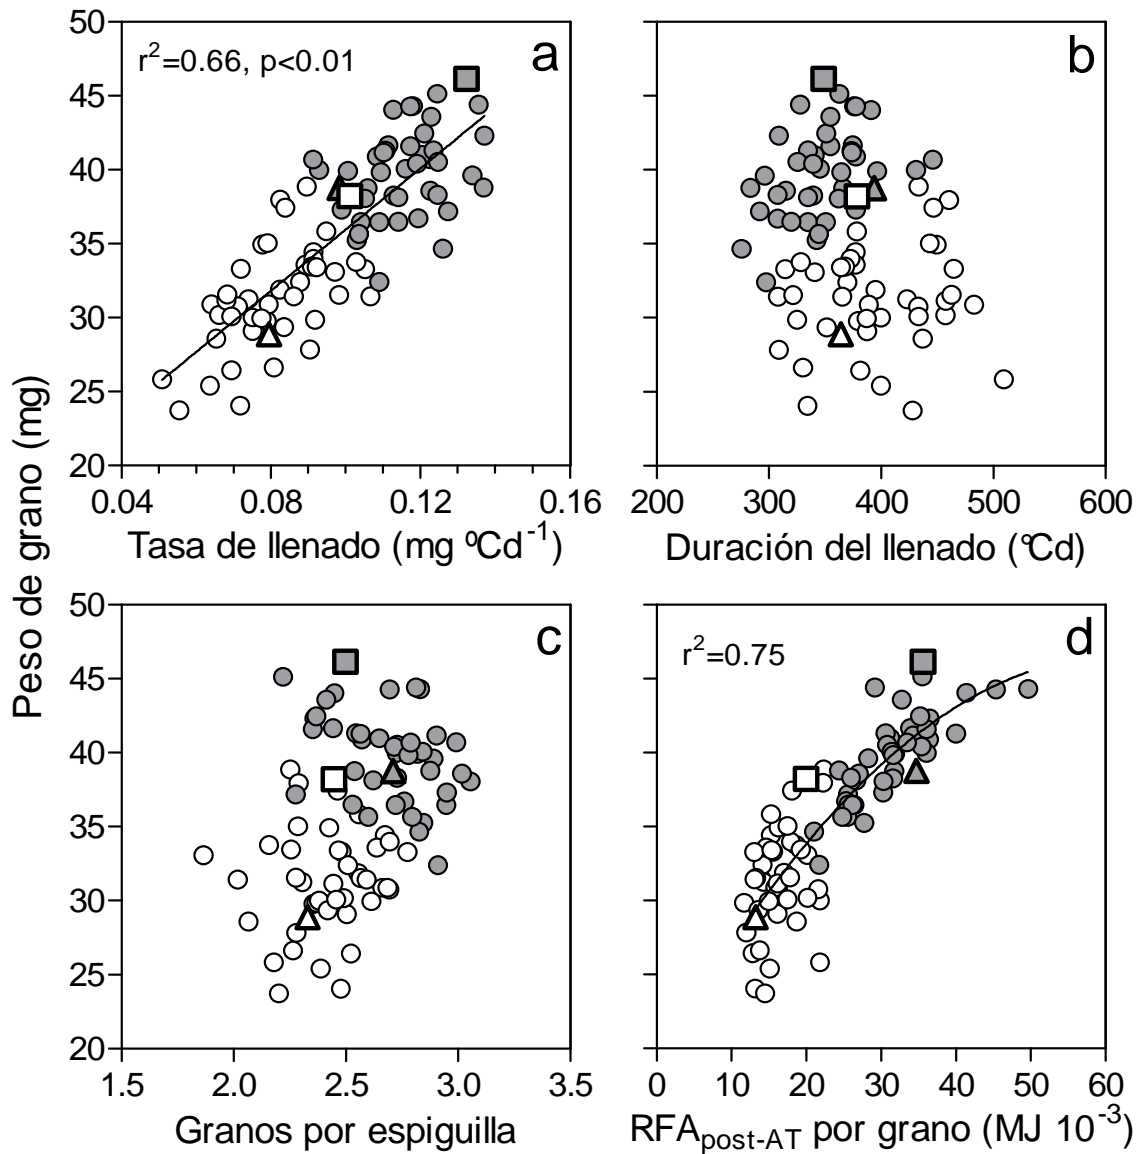 50
45
40
35
30
25
20
r²=0.66, p<0.01
a
0.04 0.08 0.12 0.16
Tasa de llenado (mg ºCd⁻¹)
b
200 300 400 500 600
Duración del llenado (°Cd)
Peso de grano (mg)
50
45
40
35
30
25
20
c
1.5 2.0 2.5 3.0 3.5
Granos por espiguilla
r²=0.75
d
0 10 20 30 40 50 60
RFApost-AT por grano (MJ 10⁻³)